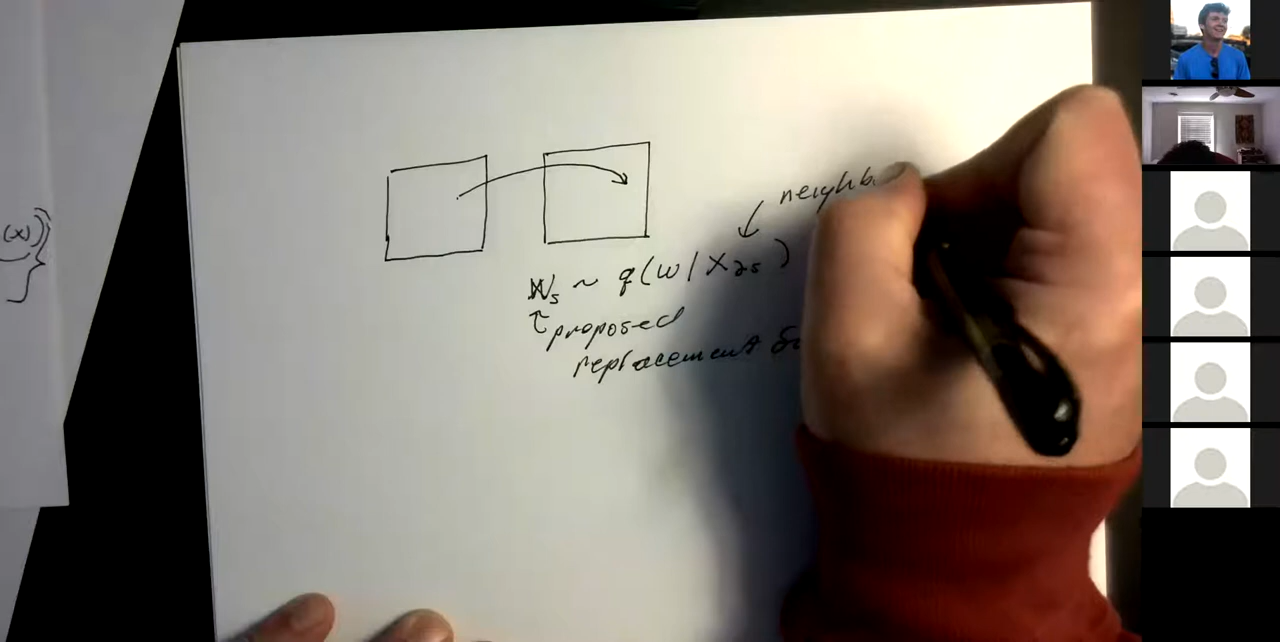 (x))}
neighb
W_s ~ q(w | x_∂s)
proposed
replacement